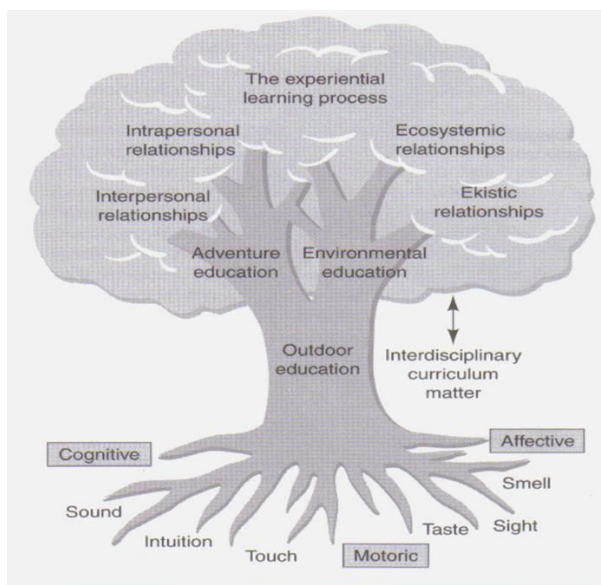 The experiential
learning process
Intrapersonal
relationships
Ecosystemic
relationships
Interpersonal
relationships
Ekistic
relationships
Adventure
education
Environmental
education
Outdoor
education
Interdisciplinary
curriculum
matter
Cognitive
Affective
Sound
Smell
Intuition
Touch
Motoric
Taste
Sight